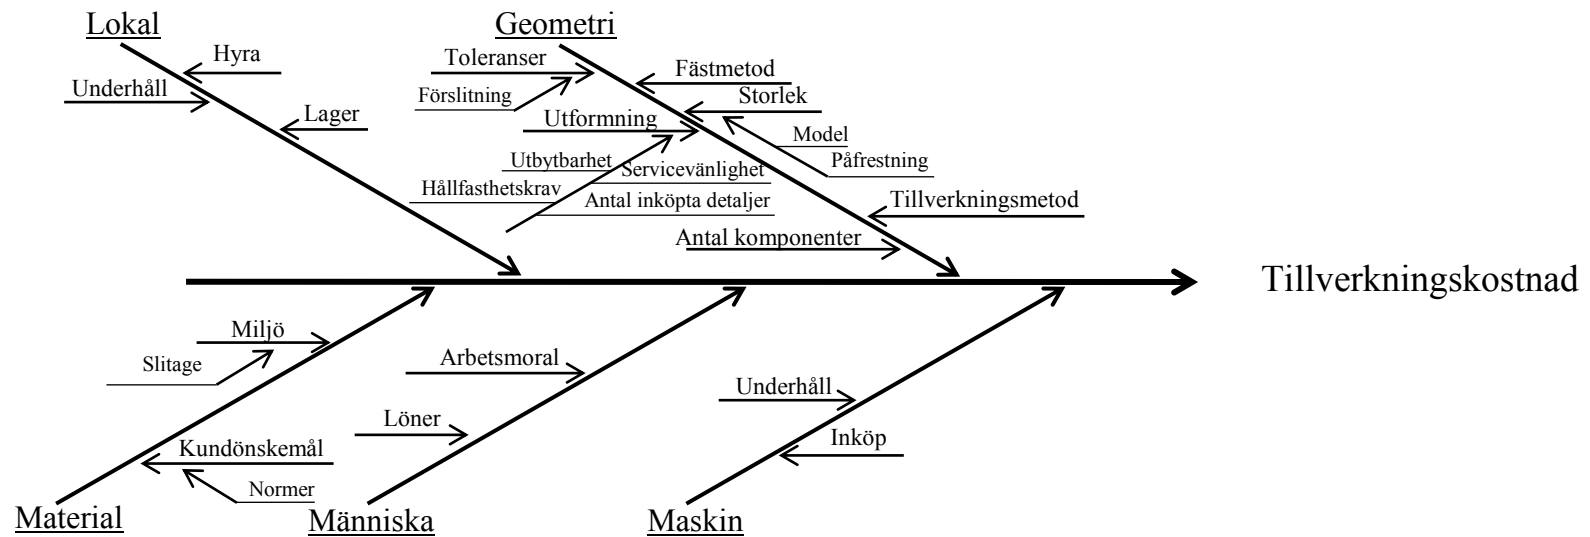 Lokal
Geometri
Hyra
Underhåll
Lager
Toleranser
Förslitning
Fästmetod
Storlek
Utformning
Model
Påfrestning
Utbytbarhet
Servicevänlighet
Hållfasthetskrav
Antal inköpta detaljer
Tillverkningsmetod
Antal komponenter
Tillverkningskostnad
Miljö
Slitage
Kundönskemål
Normer
Arbetsmoral
Löner
Underhåll
Inköp
Material
Människa
Maskin